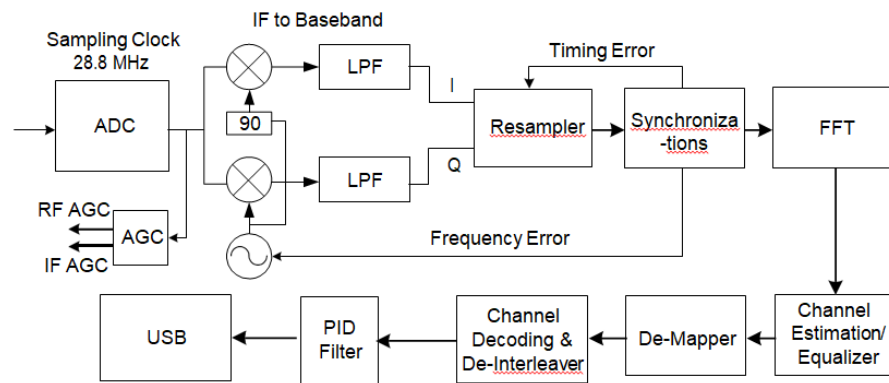 IF to Baseband
Sampling Clock
28.8 MHz
ADC
LPF
I
90
Timing Error
Resampler
Synchroniza
-tions
FFT
LPF
Q
RF AGC
AGC
IF AGC
Frequency Error
USB
PID
Filter
Channel
Decoding &
De-Interleaver
De-Mapper
Channel
Estimation/
Equalizer